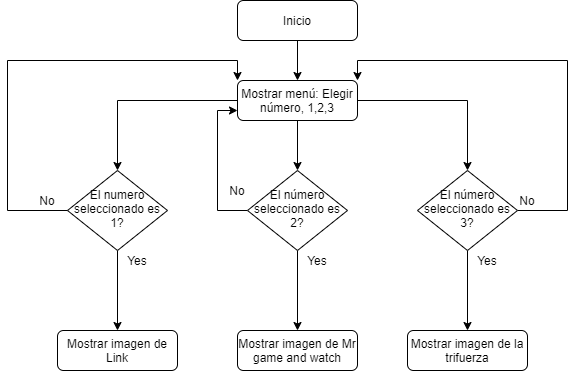 Inicio
Mostrar menú: Elegir
número, 1,2,3
El numero
seleccionado es
1?
No
Yes
Mostrar imagen de
Link
El número
seleccionado es
2?
No
Yes
Mostrar imagen de Mr
game and watch
El número
seleccionado es
3?
No
Yes
Mostrar imagen de la
trifuerza